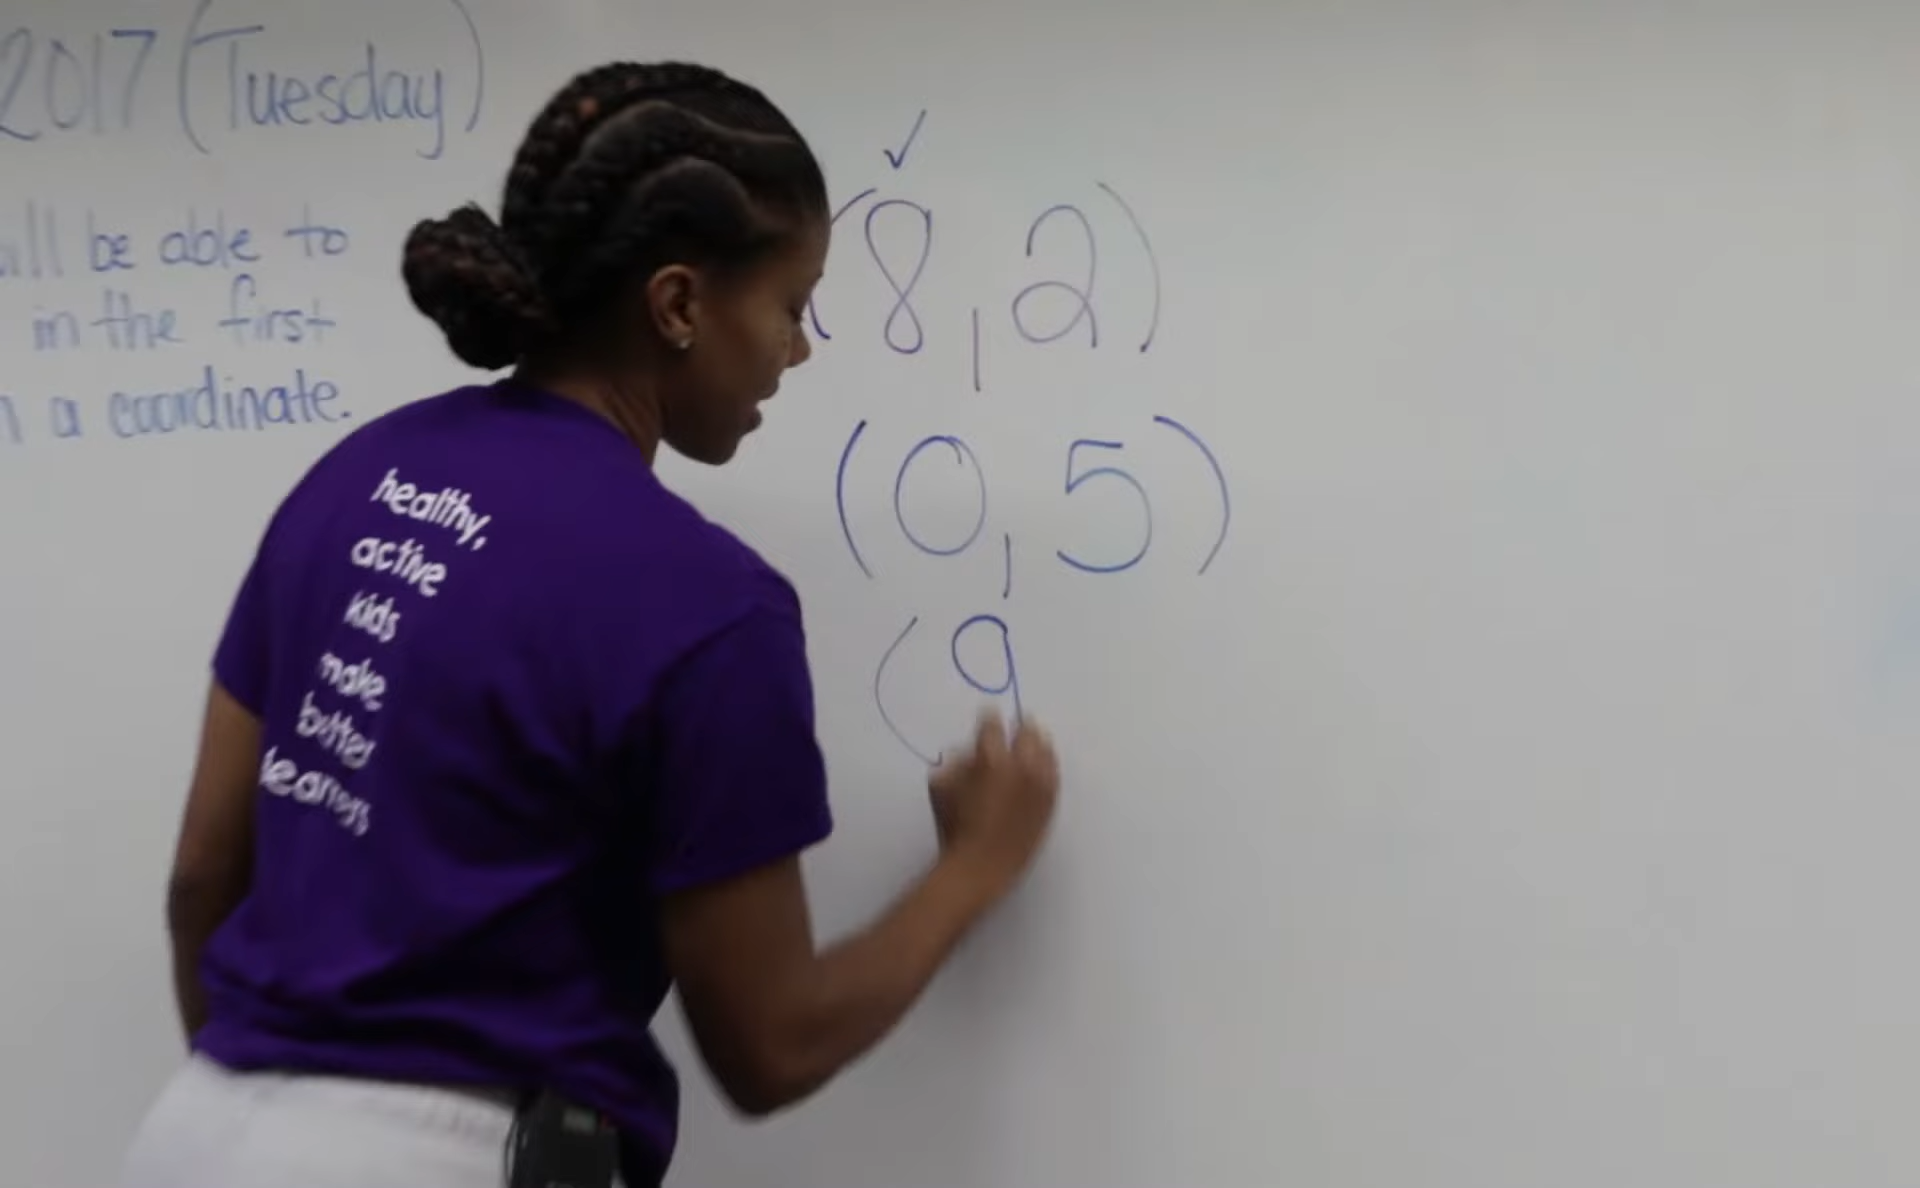 2017 (Tuesday)
will be able to
in the first
a coordinate.
✓
(8,2)
(0,5)
(9
healthy,
active
kids
make
better
learners